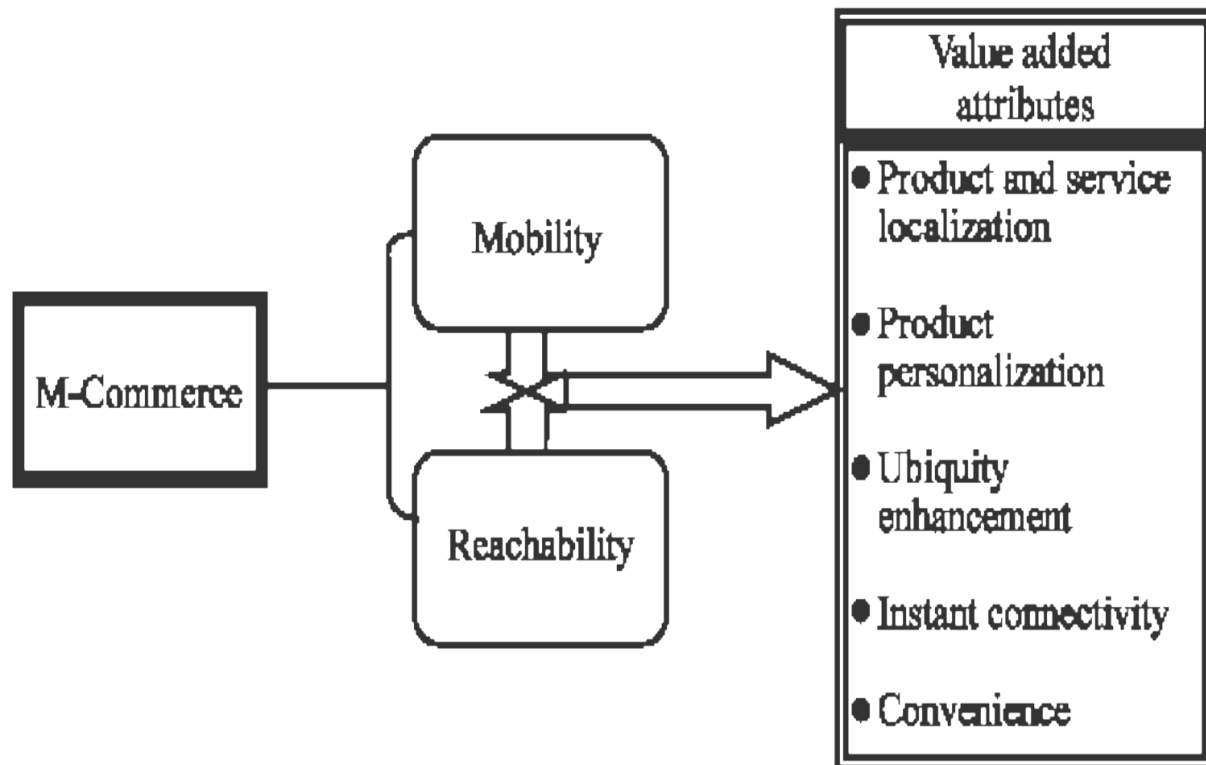 M-Commerce
Mobility
Reachability
Value added
attributes
● Product and service
localization
● Product
personalization
● Ubiquity
enhancement
● Instant connectivity
● Convenience